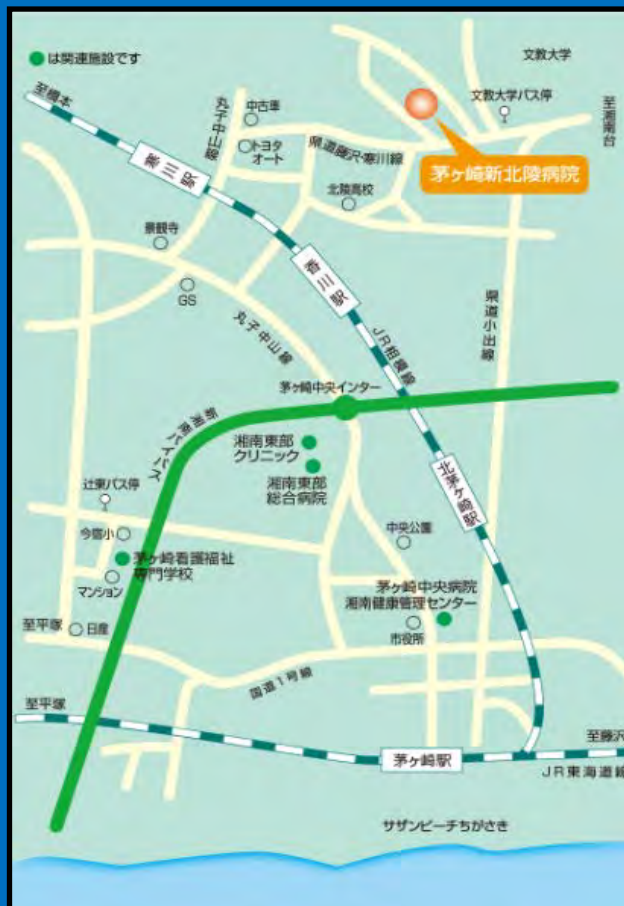 は関連施設です
文教大学
至橋本
丸子中山線
中古車
文教大学バス停
至湘南台
トヨタ
オート
県道藤沢・寒川線
寒川駅
茅ヶ崎新北陵病院
北陵高校
景観寺
香川駅
GS
県道小出線
丸子中山線
JR相模線
茅ヶ崎中央インター
新湘南バイパス
湘南東部
クリニック
湘南東部
総合病院
北茅ヶ崎駅
辻東バス停
今宿小
中央公園
茅ヶ崎看護福祉
専門学校
マンション
茅ヶ崎中央病院
湘南健康管理センター
至平塚
日産
市役所
国道1号線
至平塚
至藤沢
茅ヶ崎駅
JR東海道線
サザンビーチちがさき